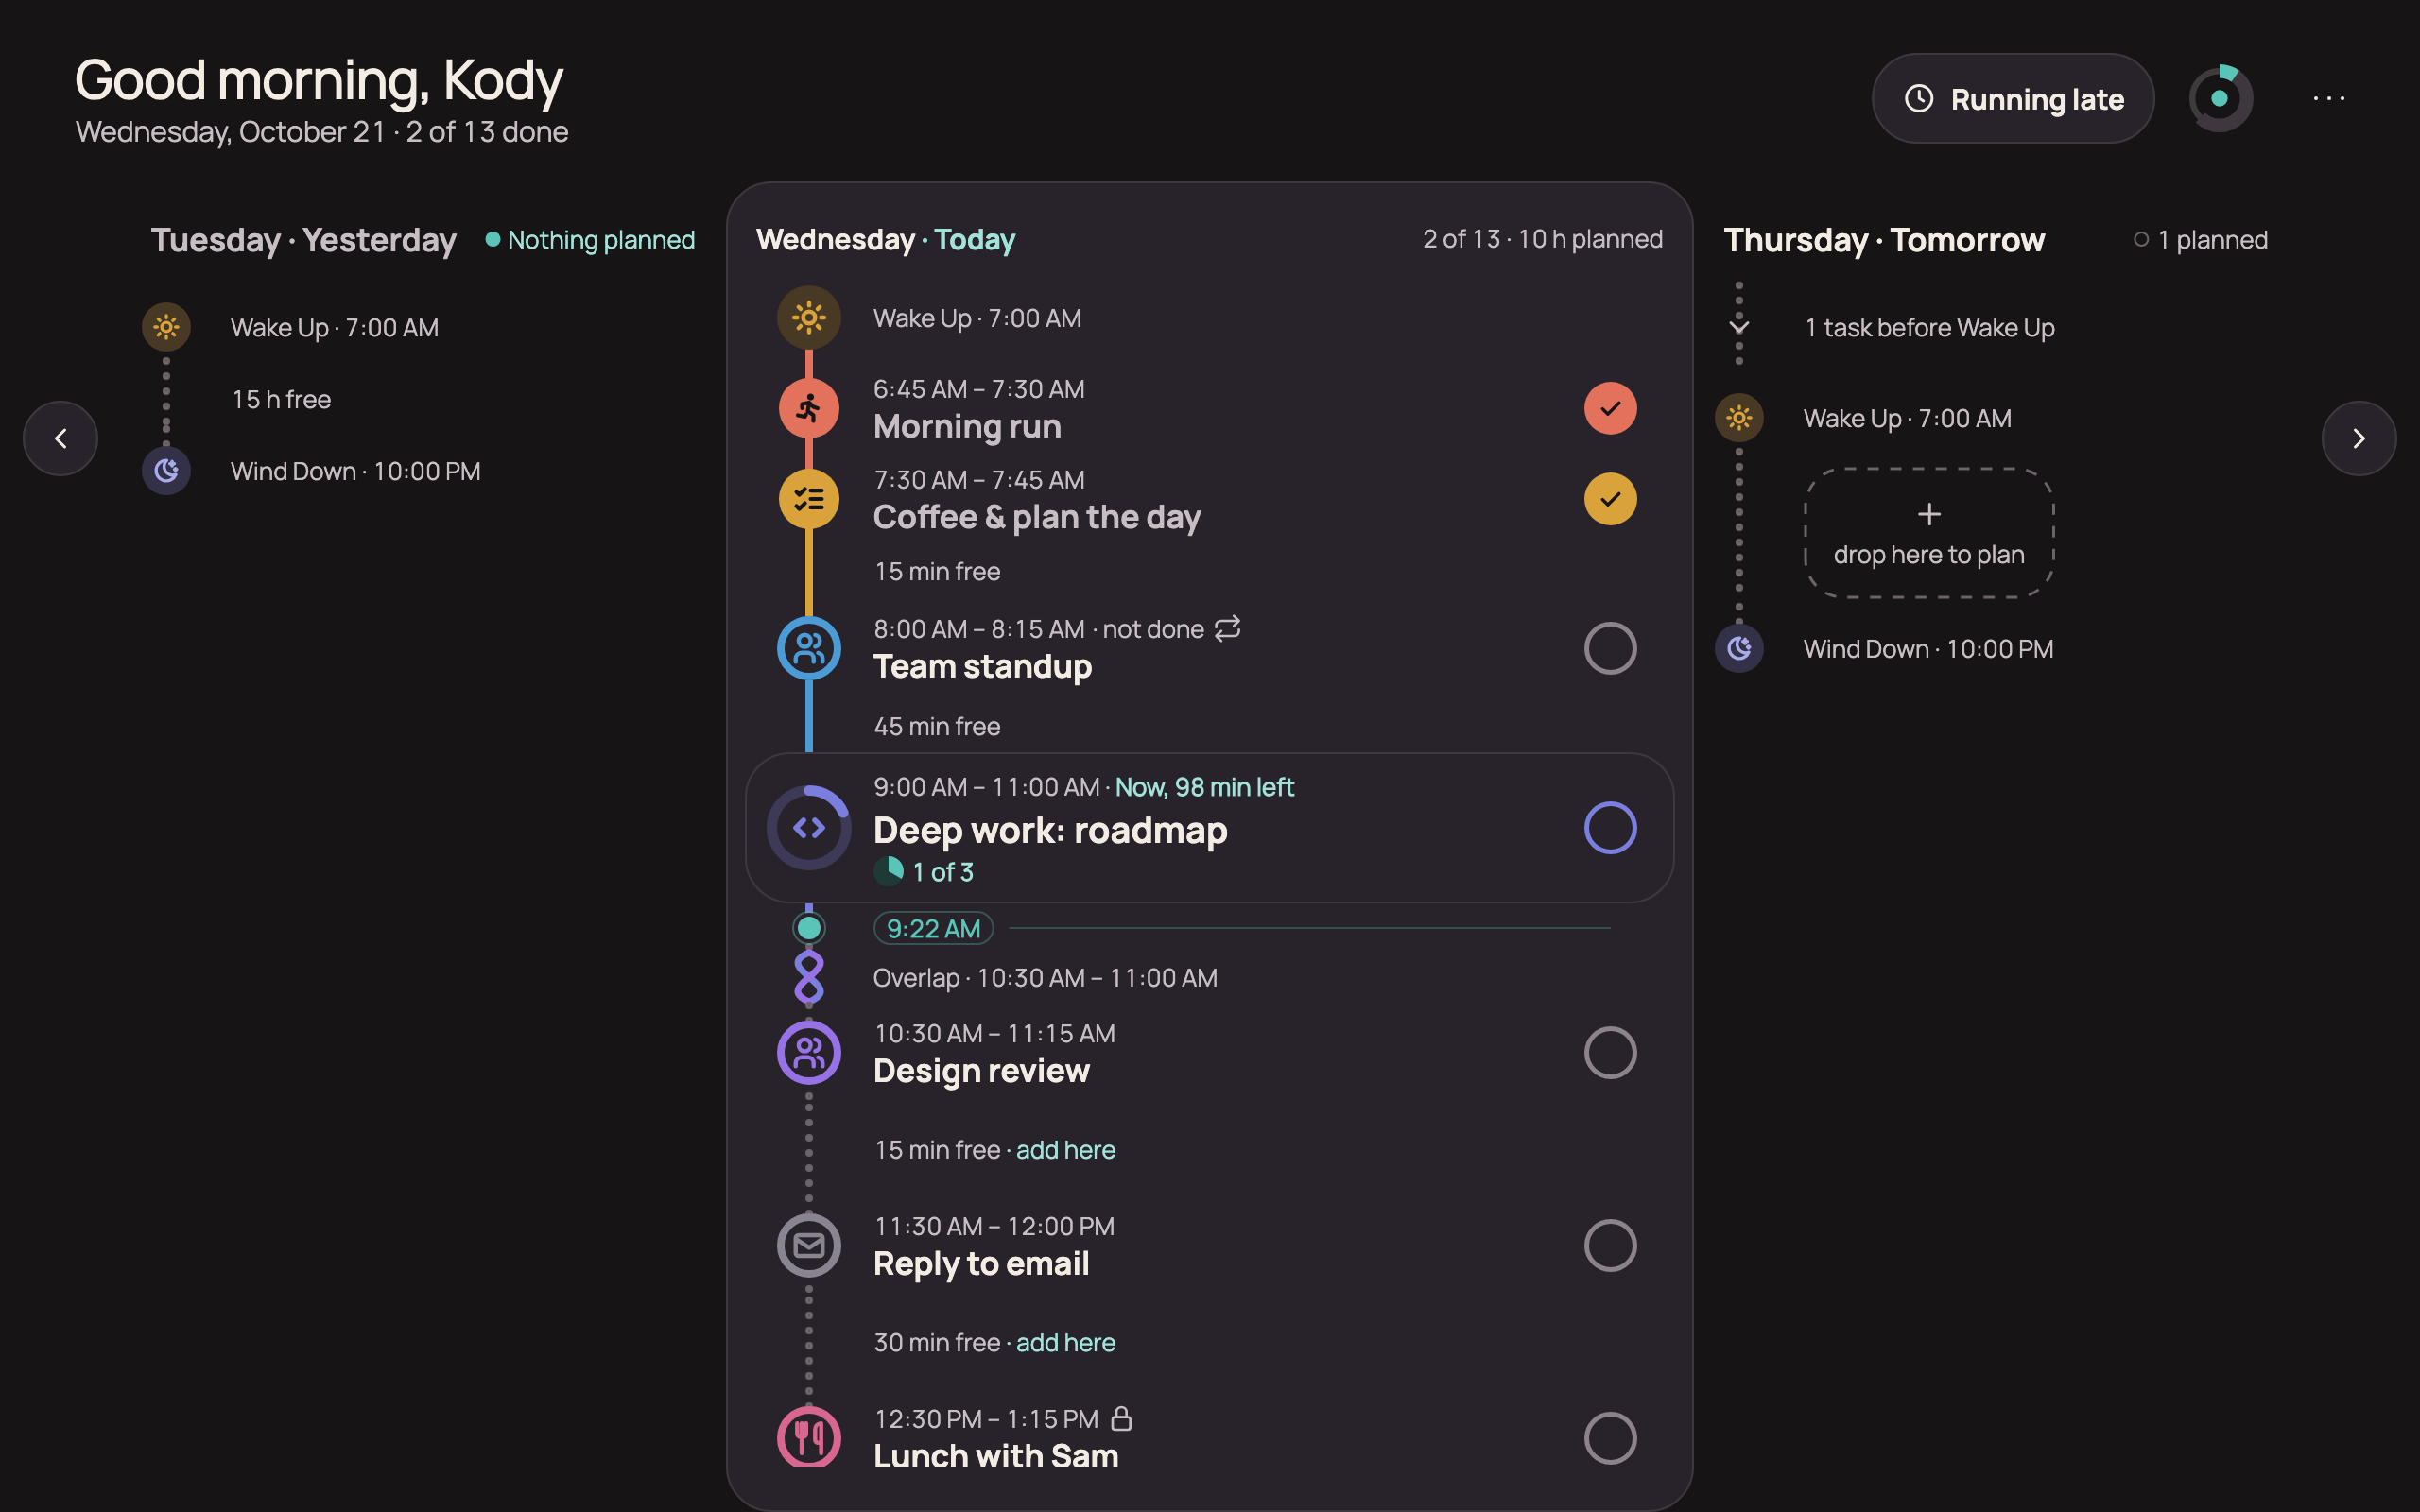 Good morning, Kody
Wednesday, October 21 · 2 of 13 done
Running late
Tuesday · Yesterday
Nothing planned
Wake Up · 7:00 AM
15 h free
Wind Down · 10:00 PM
Wednesday · Today
2 of 13 · 10 h planned
Wake Up · 7:00 AM
6:45 AM – 7:30 AM
Morning run
7:30 AM – 7:45 AM
Coffee & plan the day
15 min free
8:00 AM – 8:15 AM · not done
Team standup
45 min free
9:00 AM – 11:00 AM · Now, 98 min left
Deep work: roadmap
1 of 3
9:22 AM
Overlap · 10:30 AM – 11:00 AM
10:30 AM – 11:15 AM
Design review
15 min free · add here
11:30 AM – 12:00 PM
Reply to email
30 min free · add here
12:30 PM – 1:15 PM
Lunch with Sam
Thursday · Tomorrow
1 planned
1 task before Wake Up
Wake Up · 7:00 AM
drop here to plan
Wind Down · 10:00 PM